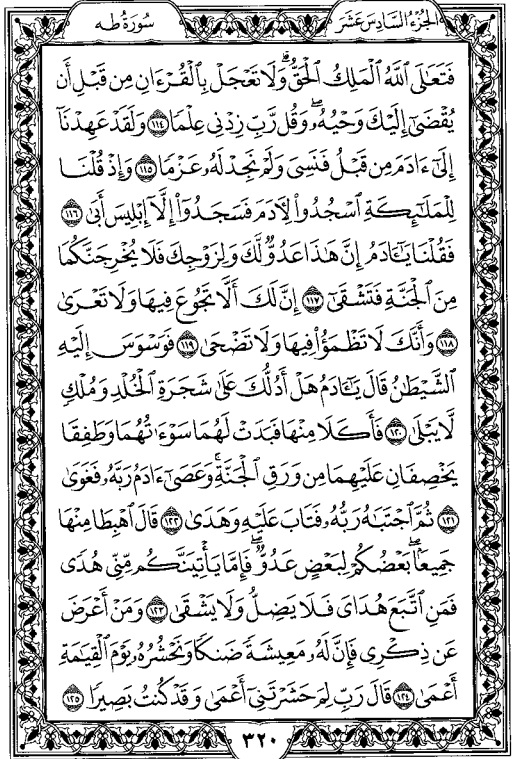 الجزء السادس عشر
سورة طه
فَتَعَٰلَى ٱللَّهُ ٱلْمَلِكُ ٱلْحَقُّ ۗ وَلَا تَعْجَلْ بِٱلْقُرْءَانِ مِن قَبْلِ أَن
يُقْضَىٰٓ إِلَيْكَ وَحْيُهُۥ ۖ وَقُل رَّبِّ زِدْنِى عِلْمًا ١١٤ وَلَقَدْ عَهِدْنَآ
إِلَىٰٓ ءَادَمَ مِن قَبْلُ فَنَسِىَ وَلَمْ نَجِدْ لَهُۥ عَزْمًا ١١٥ وَإِذْ قُلْنَا
لِلْمَلَٰٓئِكَةِ ٱسْجُدُوا۟ لِءَادَمَ فَسَجَدُوٓا۟ إِلَّآ إِبْلِيسَ أَبَىٰ ١١٦
فَقُلْنَا يَٰٓـَٔادَمُ إِنَّ هَٰذَا عَدُوٌّ لَّكَ وَلِزَوْجِكَ فَلَا يُخْرِجَنَّكُمَا
مِنَ ٱلْجَنَّةِ فَتَشْقَىٰٓ ١١٧ إِنَّ لَكَ أَلَّا تَجُوعَ فِيهَا وَلَا تَعْرَىٰ
١١٨ وَأَنَّكَ لَا تَظْمَؤُا۟ فِيهَا وَلَا تَضْحَىٰ ١١٩ فَوَسْوَسَ إِلَيْهِ
ٱلشَّيْطَٰنُ قَالَ يَٰٓـَٔادَمُ هَلْ أَدُلُّكَ عَلَىٰ شَجَرَةِ ٱلْخُلْدِ وَمُلْكٍ
لَّا يَبْلَىٰ ١٢٠ فَأَكَلَا مِنْهَا فَبَدَتْ لَهُمَا سَوْءَٰتُهُمَا وَطَفِقَا
يَخْصِفَانِ عَلَيْهِمَا مِن وَرَقِ ٱلْجَنَّةِ ۚ وَعَصَىٰٓ ءَادَمُ رَبَّهُۥ فَغَوَىٰ
١٢١ ثُمَّ ٱجْتَبَٰهُ رَبُّهُۥ فَتَابَ عَلَيْهِ وَهَدَىٰ ١٢٢ قَالَ ٱهْبِطَا مِنْهَا
جَمِيعًۢا ۖ بَعْضُكُمْ لِبَعْضٍ عَدُوٌّ ۖ فَإِمَّا يَأْتِيَنَّكُم مِّنِّى هُدًى
فَمَنِ ٱتَّبَعَ هُدَاىَ فَلَا يَضِلُّ وَلَا يَشْقَىٰ ١٢٣ وَمَنْ أَعْرَضَ
عَن ذِكْرِى فَإِنَّ لَهُۥ مَعِيشَةً ضَنكًا وَنَحْشُرُهُۥ يَوْمَ ٱلْقِيَٰمَةِ
أَعْمَىٰ ١٢٤ قَالَ رَبِّ لِمَ حَشَرْتَنِىٓ أَعْمَىٰ وَقَدْ كُنتُ بَصِيرًا ١٢٥
٣٢٠